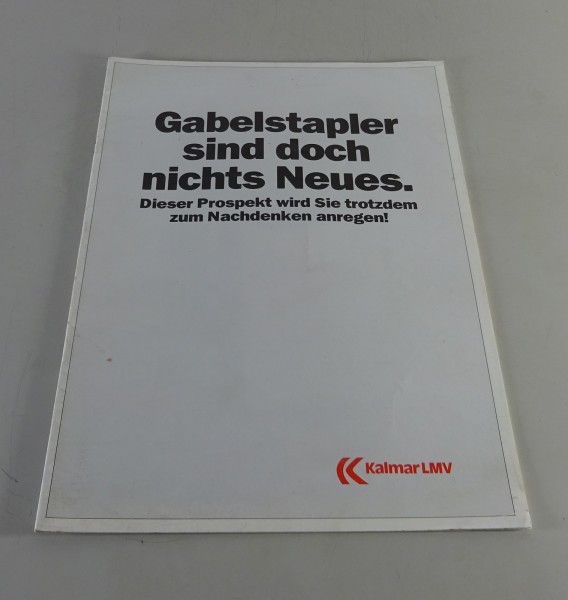 Gabelstapler
sind doch
nichts Neues.
Dieser Prospekt wird Sie trotzdem
zum Nachdenken anregen!
Kalmar LMV